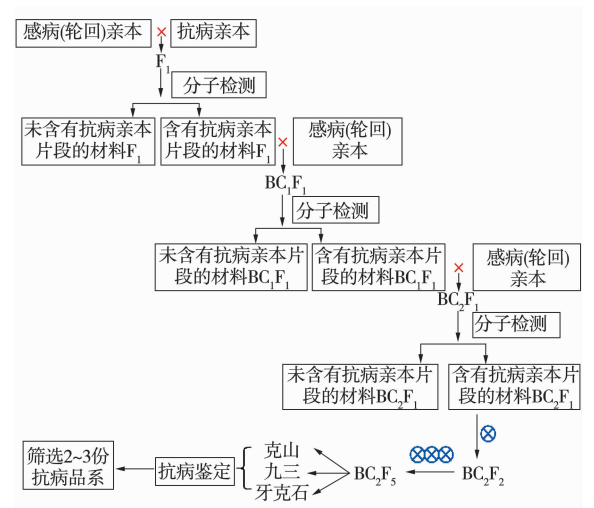 感病(轮回)亲本 × 抗病亲本
F₁
分子检测
未含有抗病亲本
片段的材料F₁
含有抗病亲本
片段的材料F₁
×
感病(轮回)
亲本
BC₁F₁
分子检测
未含有抗病亲本片
段的材料BC₁F₁
含有抗病亲本片
段的材料BC₁F₁
×
感病(轮回)
亲本
BC₂F₁
分子检测
未含有抗病亲本片
段的材料BC₂F₁
含有抗病亲本片
段的材料BC₂F₁
筛选2~3份
抗病品系
抗病鉴定
克山
九三
牙克石
BC₂F₅
BC₂F₂